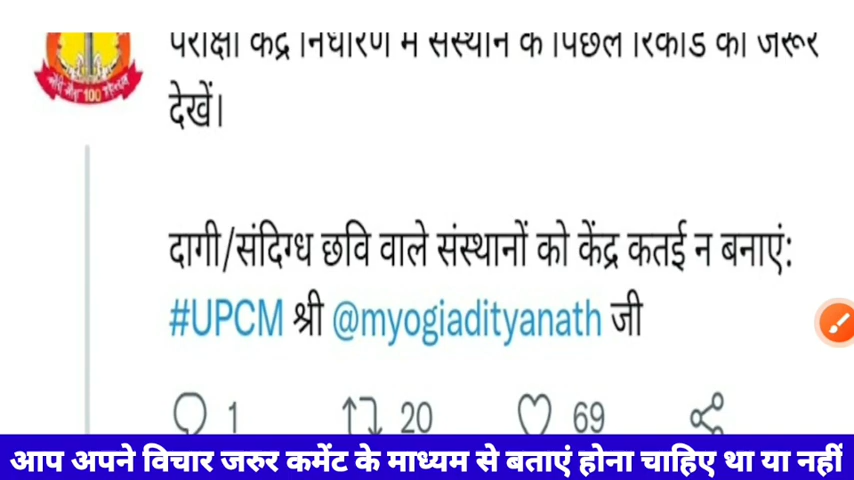 परीक्षा केंद्र निर्धारण में संस्थान के पिछले रिकॉर्ड को जरूर
देखें।
दागी/संदिग्ध छवि वाले संस्थानों को केंद्र कतई न बनाएं:
#UPCM श्री @myogiadityanath जी
1 20 69
आप अपने विचार जरुर कमेंट के माध्यम से बताएं होना चाहिए था या नहीं